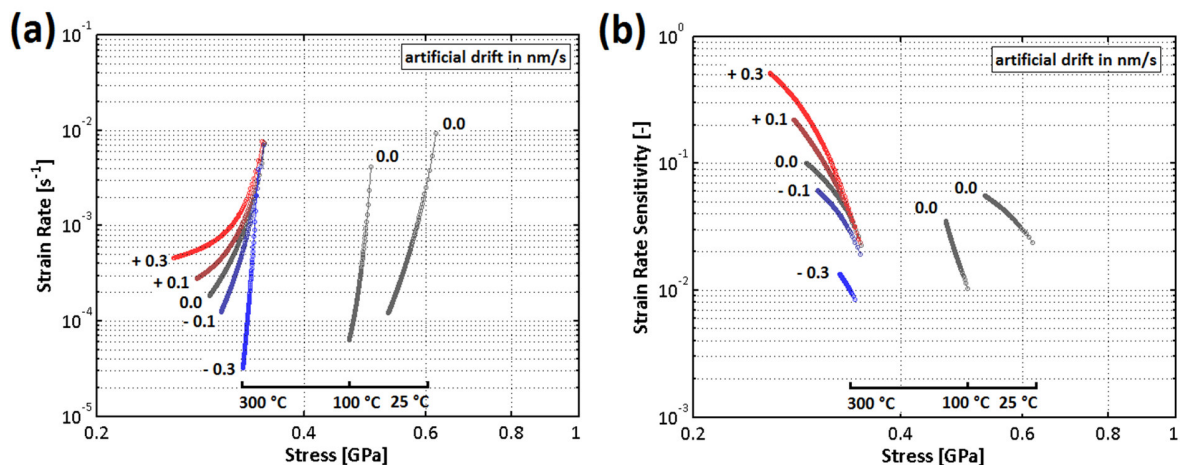 (a)
artificial drift in nm/s
Strain Rate [s⁻¹]
10⁻¹
10⁻²
10⁻³
10⁻⁴
10⁻⁵
0.0
0.0
+ 0.3
+ 0.1
0.0
- 0.1
- 0.3
300 °C 100 °C 25 °C
0.2 0.4 0.6 0.8 1
Stress [GPa]
(b)
artificial drift in nm/s
Strain Rate Sensitivity [-]
10⁰
10⁻¹
10⁻²
10⁻³
+ 0.3
+ 0.1
0.0
- 0.1
- 0.3
0.0
0.0
300 °C 100 °C 25 °C
0.2 0.4 0.6 0.8 1
Stress [GPa]